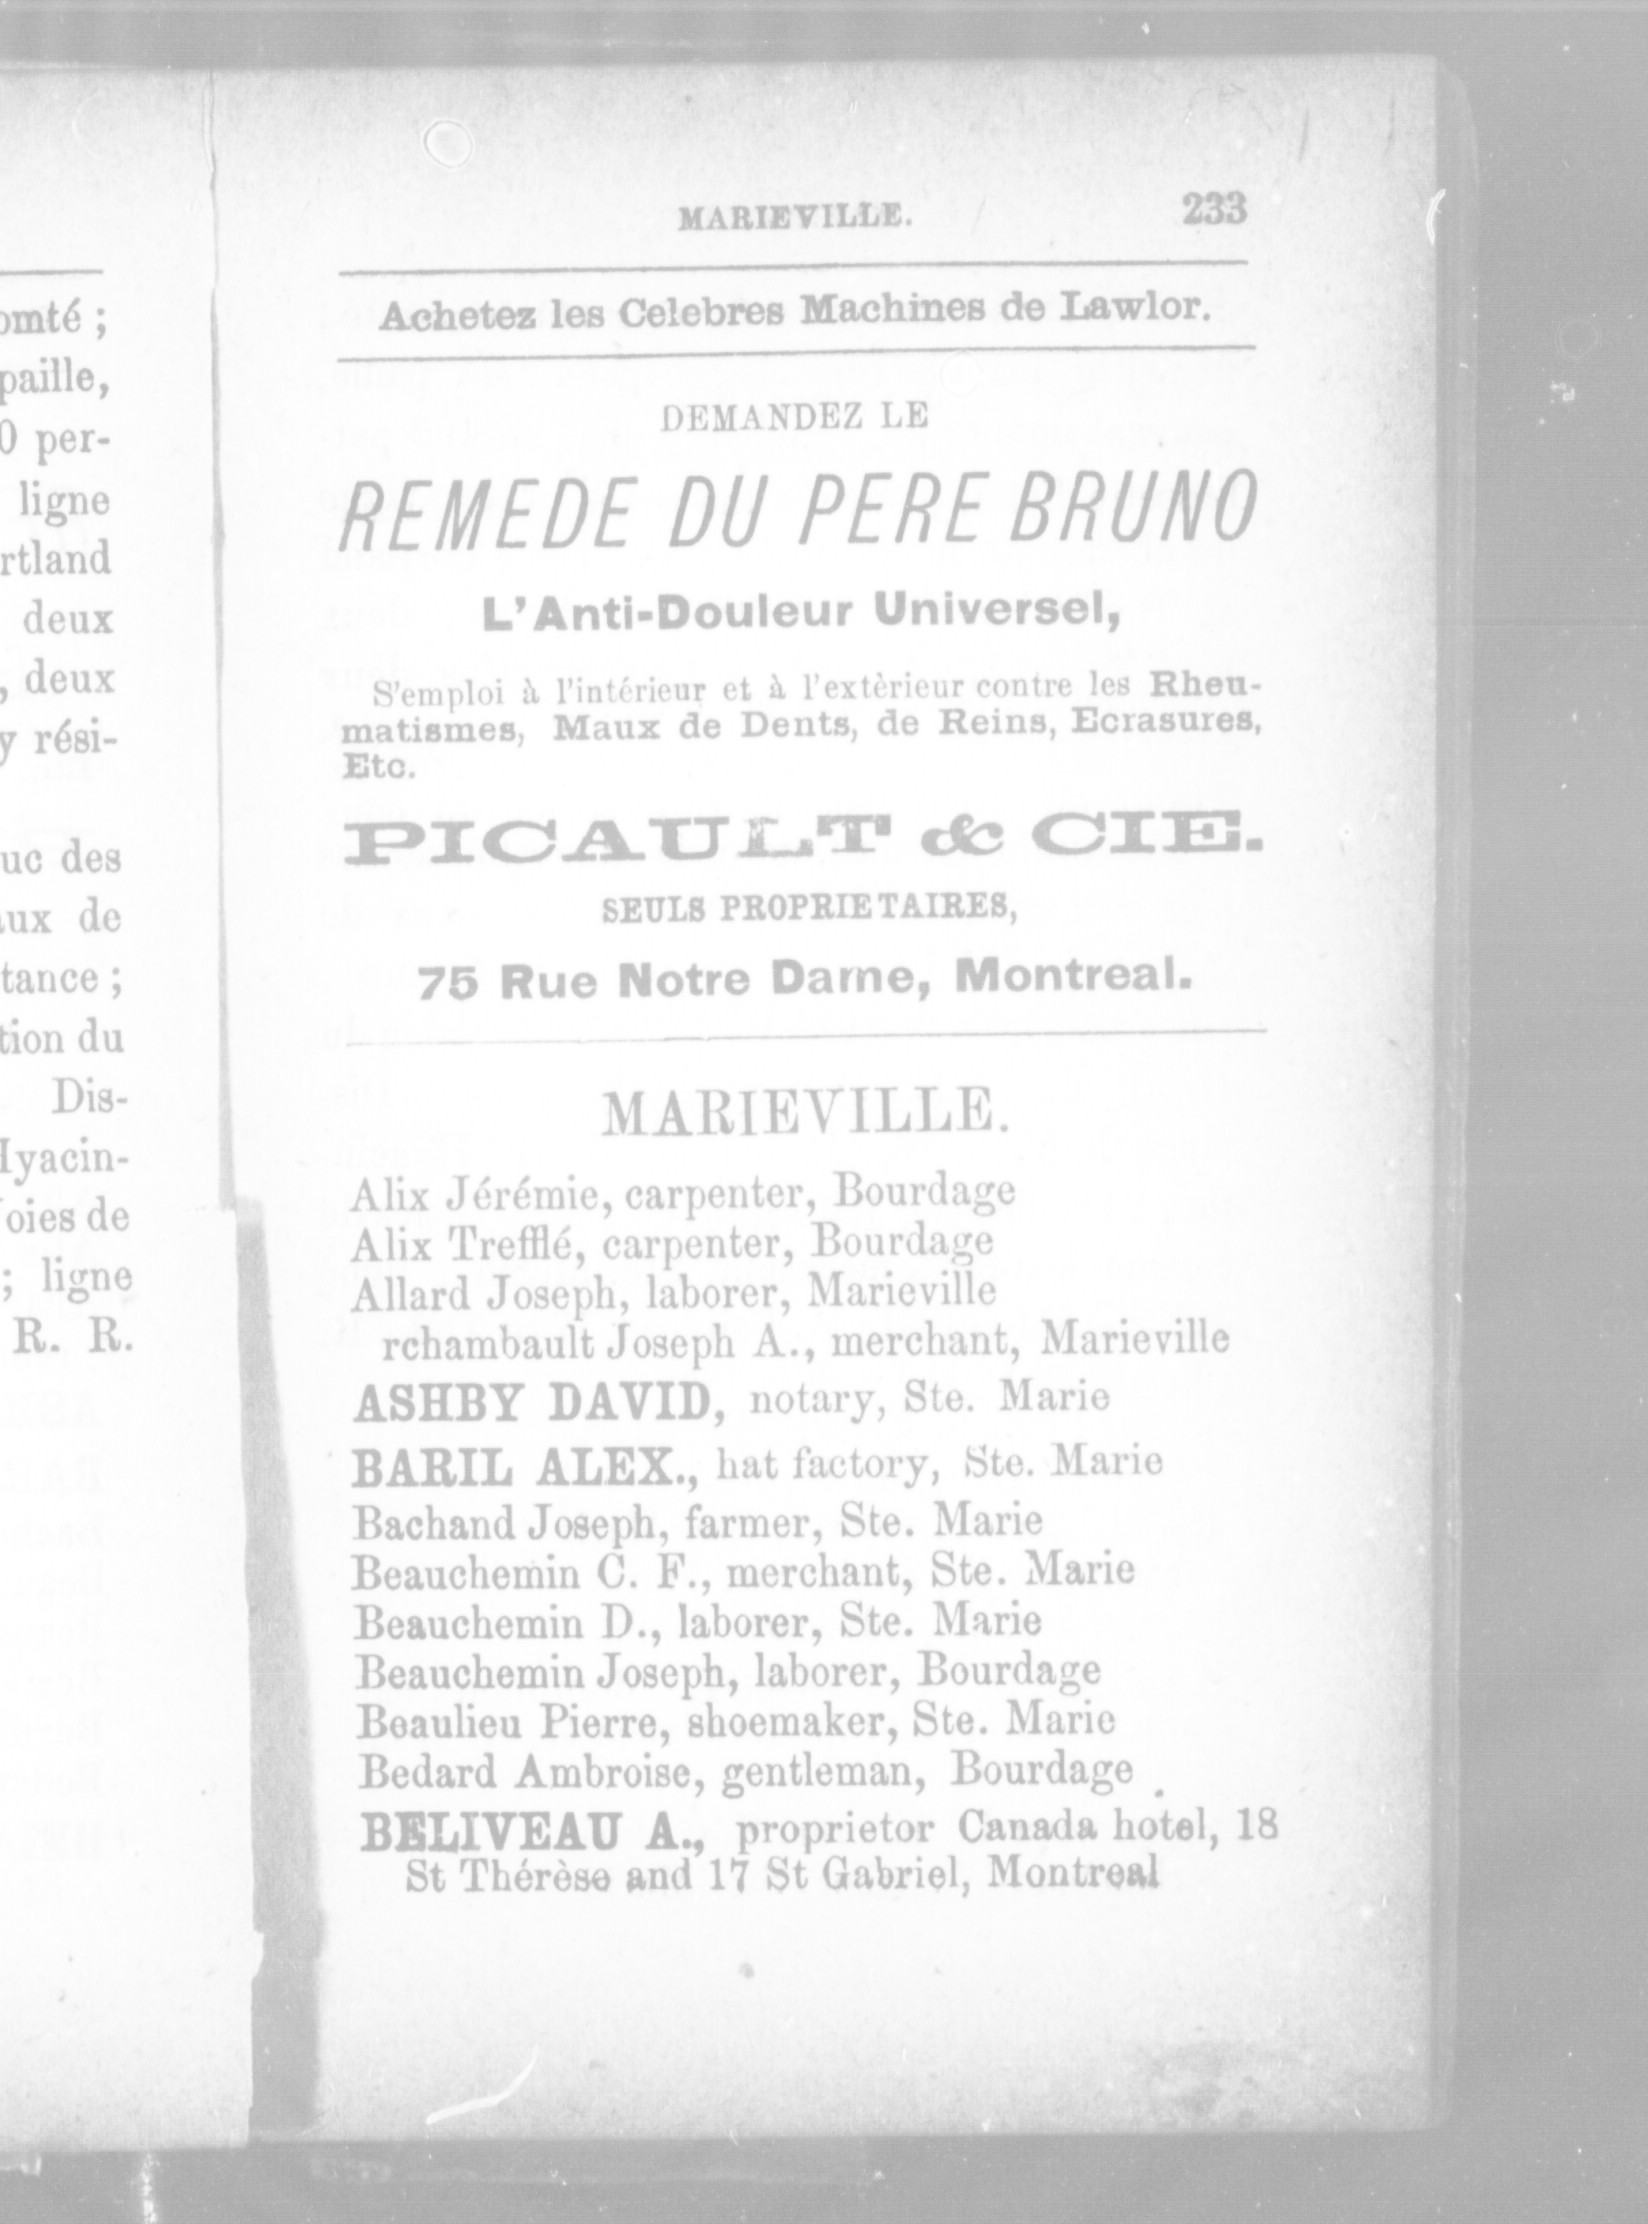 omté ;
paille,
0 per-
ligne
rtland
deux
, deux
y rési-
uc des
aux de
tance ;
tion du
Dis-
Hyacin-
oies de
; ligne
R. R.
MARIEVILLE. 233
Achetez les Celebres Machines de Lawlor.
DEMANDEZ LE
REMEDE DU PERE BRUNO
L'Anti-Douleur Universel,
S'emploi à l'intérieur et à l'extèrieur contre les Rheu-
matismes, Maux de Dents, de Reins, Ecrasures,
Etc.
PICAULT & CIE.
SEULS PROPRIETAIRES,
75 Rue Notre Dame, Montreal.
MARIEVILLE.
Alix Jérémie, carpenter, Bourdage
Alix Trefflé, carpenter, Bourdage
Allard Joseph, laborer, Marieville
rchambault Joseph A., merchant, Marieville
ASHBY DAVID, notary, Ste. Marie
BARIL ALEX., hat factory, Ste. Marie
Bachand Joseph, farmer, Ste. Marie
Beauchemin C. F., merchant, Ste. Marie
Beauchemin D., laborer, Ste. Marie
Beauchemin Joseph, laborer, Bourdage
Beaulieu Pierre, shoemaker, Ste. Marie
Bedard Ambroise, gentleman, Bourdage
BELIVEAU A., proprietor Canada hotel, 18
St Thérèse and 17 St Gabriel, Montreal